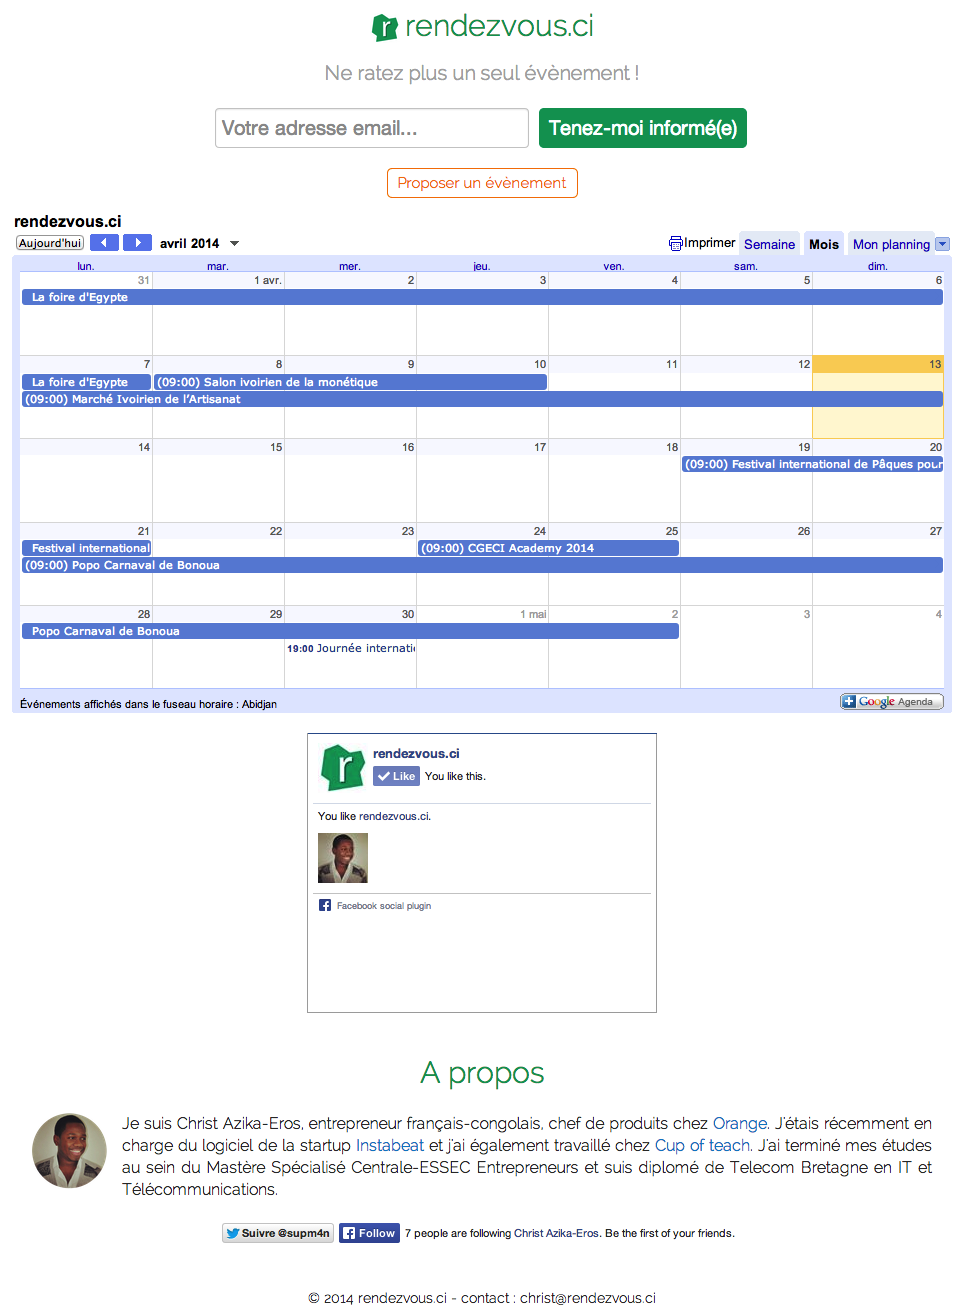 r rendezvous.ci
Ne ratez plus un seul évènement !
Votre adresse email... Tenez-moi informé(e)
Proposer un évènement
rendezvous.ci
Aujourd'hui avril 2014 Imprimer Semaine Mois Mon planning
lun. mar. mer. jeu. ven. sam. dim.
31 1 avr. 2 3 4 5 6
La foire d'Egypte
7 8 9 10 11 12 13
La foire d'Egypte (09:00) Salon ivoirien de la monétique
(09:00) Marché Ivoirien de l'Artisanat
14 15 16 17 18 19 20
(09:00) Festival international de Pâques pour
21 22 23 24 25 26 27
Festival international (09:00) CGECI Academy 2014
(09:00) Popo Carnaval de Bonoua
28 29 30 1 mai 2 3 4
Popo Carnaval de Bonoua
19:00 Journée internati
Événements affichés dans le fuseau horaire : Abidjan Google Agenda
r rendezvous.ci
Like You like this.
You like rendezvous.ci.
Facebook social plugin
A propos
Je suis Christ Azika-Eros, entrepreneur français-congolais, chef de produits chez Orange. J'étais récemment en
charge du logiciel de la startup Instabeat et j'ai également travaillé chez Cup of teach. J'ai terminé mes études
au sein du Mastère Spécialisé Centrale-ESSEC Entrepreneurs et suis diplomé de Telecom Bretagne en IT et
Télécommunications.
Suivre @supm4n Follow 7 people are following Christ Azika-Eros. Be the first of your friends.
© 2014 rendezvous.ci - contact : christ@rendezvous.ci